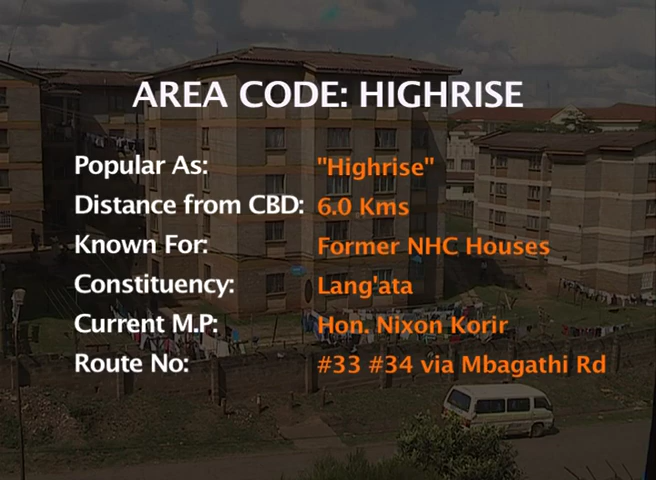 AREA CODE: HIGHRISE
Popular As: "Highrise"
Distance from CBD: 6.0 Kms
Known For: Former NHC Houses
Constituency: Lang'ata
Current M.P: Hon. Nixon Korir
Route No: #33 #34 via Mbagathi Rd